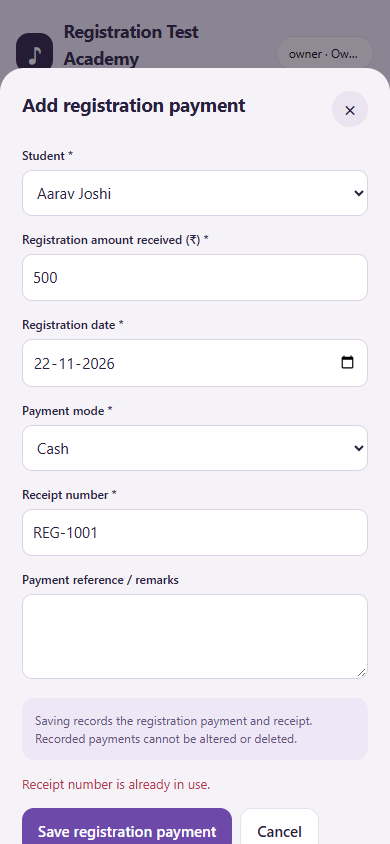 Registration Test
Academy
owner · Ow...
Add registration payment
×
Student *
Aarav Joshi
Registration amount received (₹) *
500
Registration date *
22-11-2026
Payment mode *
Cash
Receipt number *
REG-1001
Payment reference / remarks
Saving records the registration payment and receipt.
Recorded payments cannot be altered or deleted.
Receipt number is already in use.
Save registration payment
Cancel